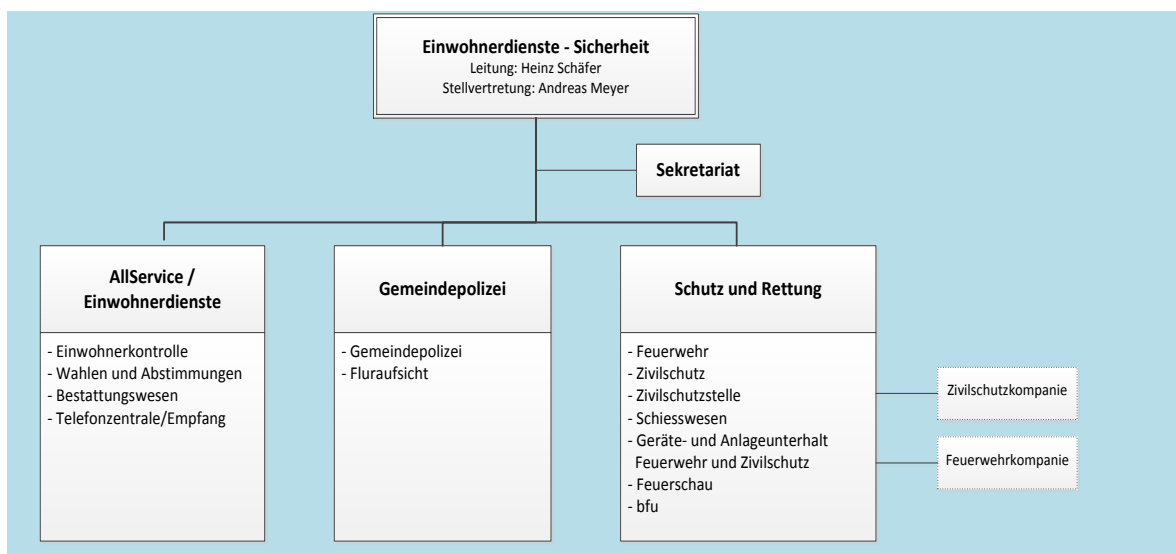 Einwohnerdienste - Sicherheit
Leitung: Heinz Schäfer
Stellvertretung: Andreas Meyer
Sekretariat
AllService /
Einwohnerdienste
- Einwohnerkontrolle
- Wahlen und Abstimmungen
- Bestattungswesen
- Telefonzentrale/Empfang
Gemeindepolizei
- Gemeindepolizei
- Fluraufsicht
Schutz und Rettung
- Feuerwehr
- Zivilschutz
- Zivilschutzstelle
- Schiesswesen
- Geräte- und Anlageunterhalt
Feuerwehr und Zivilschutz
- Feuerschau
- bfu
Zivilschutzkompanie
Feuerwehrkompanie